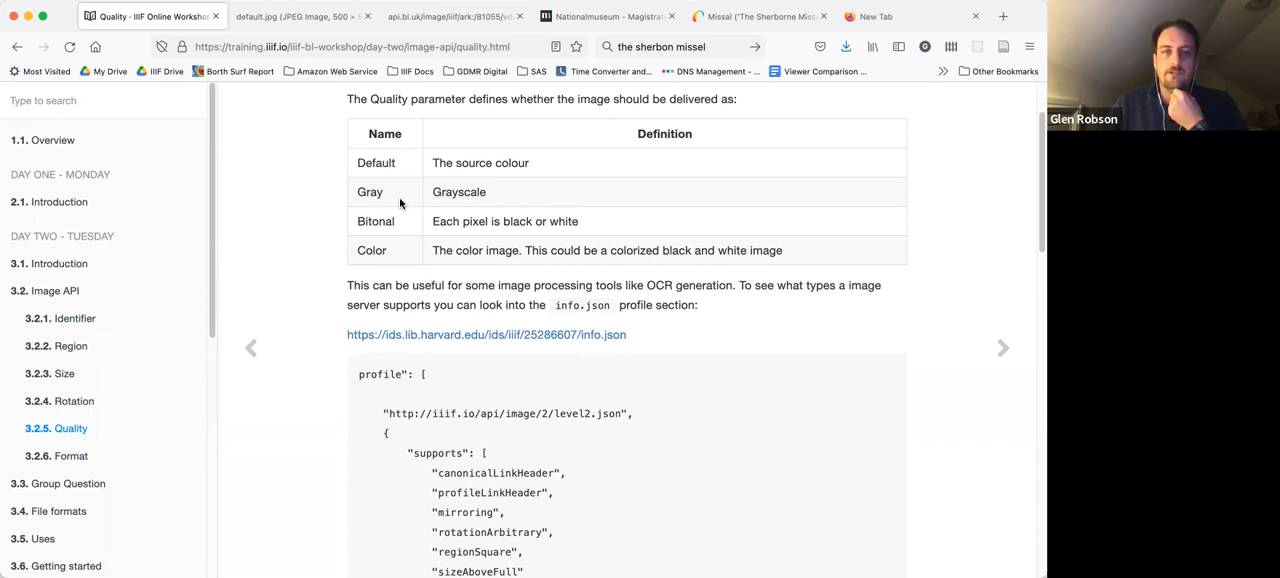 Quality - IIIF Online Worksho
default.jpg (JPEG Image, 500 ×
api.bl.uk/image/iiif/ark:/81055/vd
Nationalmuseum - Magistrat
Missal ('The Sherborne Miss
New Tab
https://training.iiif.io/iiif-bl-workshop/day-two/image-api/quality.html
the sherbon missel
Most Visited
My Drive
IIIF Drive
Borth Surf Report
Amazon Web Service
IIIF Docs
GDMR Digital
SAS
Time Converter and...
DNS Management - ...
Viewer Comparison ...
Other Bookmarks
Type to search
1.1. Overview
DAY ONE - MONDAY
2.1. Introduction
DAY TWO - TUESDAY
3.1. Introduction
3.2. Image API
3.2.1. Identifier
3.2.2. Region
3.2.3. Size
3.2.4. Rotation
3.2.5. Quality
3.2.6. Format
3.3. Group Question
3.4. File formats
3.5. Uses
3.6. Getting started
The Quality parameter defines whether the image should be delivered as:
Name Definition
Default The source colour
Gray Grayscale
Bitonal Each pixel is black or white
Color The color image. This could be a colorized black and white image
This can be useful for some image processing tools like OCR generation. To see what types a image
server supports you can look into the info.json profile section:
https://ids.lib.harvard.edu/ids/iiif/25286607/info.json
profile": [
"http://iiif.io/api/image/2/level2.json",
{
"supports": [
"canonicalLinkHeader",
"profileLinkHeader",
"mirroring",
"rotationArbitrary",
"regionSquare",
"sizeAboveFull"
Glen Robson